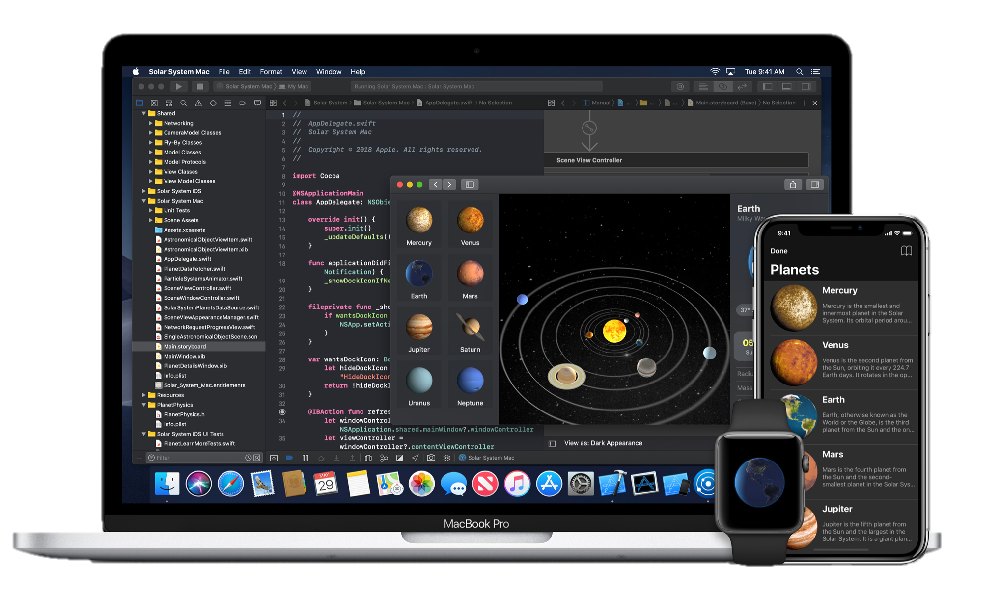 Solar System Mac File Edit Format View Window Help Tue 9:41 AM
Solar System Mac My Mac Running Solar System Mac : Solar System Mac
Solar System Solar System Mac AppDelegate.swift No Selection
Manual ... ... ... Main.storyboard (Base) No Selection
Shared
Networking
CameraModel Classes
Fly-By Classes
Model Classes
Model Protocols
View Classes
View Model Classes
Solar System iOS
Solar System Mac
Unit Tests
Scene Assets
Assets.xcassets
AstronomicalObjectViewItem.swift
AstronomicalObjectViewItem.xib
AppDelegate.swift
PlanetDataFetcher.swift
ParticleSystemsAnimator.swift
SceneViewController.swift
SceneWindowController.swift
SolarSystemPlanetsDataSource.swift
SceneViewAppearanceManager.swift
NetworkRequestProgressView.swift
SingleAstronomicalObjectScene.scn
Main.storyboard
MainWindow.xib
PlanetDetailsWindow.xib
Info.plist
Solar_System_Mac.entitlements
Resources
PlanetPhysics
PlanetPhysics.h
Info.plist
Solar System iOS UI Tests
PlanetLearnMoreTests.swift
Filter
1 //
2 // AppDelegate.swift
3 // Solar System Mac
4 //
5 // Copyright © 2018 Apple. All rights reserved.
6 //
7
8 import Cocoa
9
10 @NSApplicationMain
11 class AppDelegate: NSObje
12
13 override init() {
14 super.init()
15 _updateDefaults()
16 }
17
18 func applicationDidFi
Notification) {
19 _showDockIconIfNe
20 }
21
22 fileprivate func _sho
23 if wantsDockIcon
24 NSApp.setActi
25 }
26 }
27
28 var wantsDockIcon: Bo
29 let hideDockIcon
"HideDockIcon
30 return !hideDockI
31 }
32
@IBAction func refres
34 let windowControl
NSApplication.shared.mainWindow?.windowController
35 let viewController =
windowController?.contentViewController
Solar System Mac
Scene View Controller
View as: Dark Appearance
Mercury Venus
Earth Mars
Jupiter Saturn
Uranus Neptune
Earth
Milky Wa
37°
05
Su
Radiu
Mass
MAY
29
3D
MacBook Pro
9:41
Done
Planets
Mercury
Mercury is the smallest and
innermost planet in the Solar
System. Its orbital period arou...
Venus
Venus is the second planet from
the Sun, orbiting it every 224.7
Earth days. It rotates in the op...
Earth
Earth, otherwise known as the
World or the Globe, is the third
planet from the Sun and the on...
Mars
Mars is the fourth planet from
the Sun and the second-
smallest planet in the Solar Sys...
Jupiter
Jupiter is the fifth planet from
the Sun and the largest in the
Solar System. It is a giant plan...